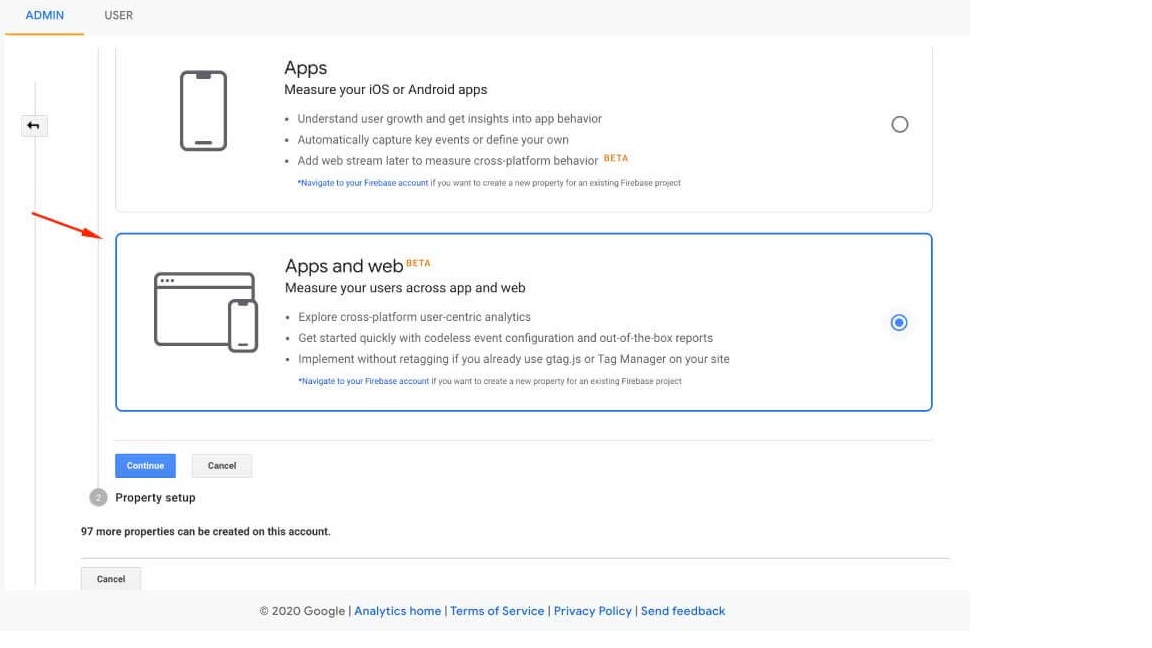 ADMIN USER
Apps
Measure your iOS or Android apps
• Understand user growth and get insights into app behavior
• Automatically capture key events or define your own
• Add web stream later to measure cross-platform behavior BETA
*Navigate to your Firebase account if you want to create a new property for an existing Firebase project
Apps and web BETA
Measure your users across app and web
• Explore cross-platform user-centric analytics
• Get started quickly with codeless event configuration and out-of-the-box reports
• Implement without retagging if you already use gtag.js or Tag Manager on your site
*Navigate to your Firebase account if you want to create a new property for an existing Firebase project
Continue Cancel
2 Property setup
97 more properties can be created on this account.
Cancel
© 2020 Google | Analytics home | Terms of Service | Privacy Policy | Send feedback